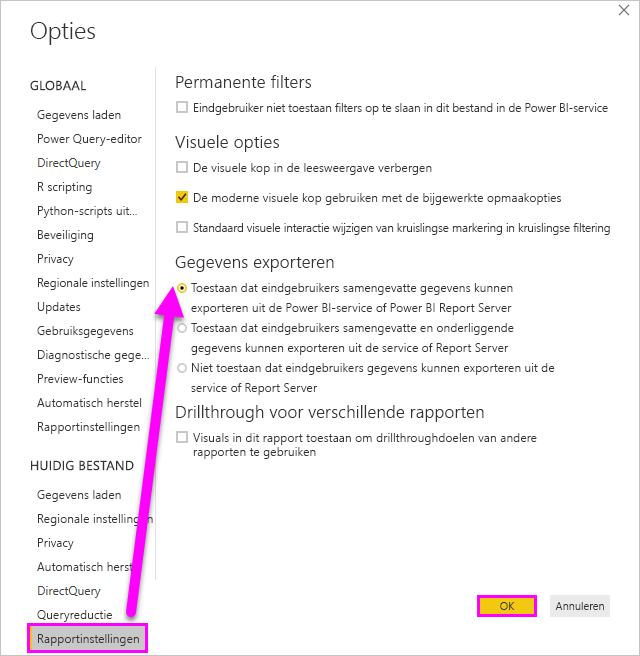 Opties
GLOBAAL
Gegevens laden
Power Query-editor
DirectQuery
R scripting
Python-scripts uit...
Beveiliging
Privacy
Regionale instellingen
Updates
Gebruiksgegevens
Diagnostische gege...
Preview-functies
Automatisch herstel
Rapportinstellingen
HUIDIG BESTAND
Gegevens laden
Regionale instellingen
Privacy
Automatisch herstel
DirectQuery
Queryreductie
Rapportinstellingen
Permanente filters
Eindgebruiker niet toestaan filters op te slaan in dit bestand in de Power BI-service
Visuele opties
De visuele kop in de leesweergave verbergen
De moderne visuele kop gebruiken met de bijgewerkte opmaakopties
Standaard visuele interactie wijzigen van kruislingse markering in kruislingse filtering
Gegevens exporteren
Toestaan dat eindgebruikers samengevatte gegevens kunnen
exporteren uit de Power BI-service of Power BI Report Server
Toestaan dat eindgebruikers samengevatte en onderliggende
gegevens kunnen exporteren uit de service of Report Server
Niet toestaan dat eindgebruikers gegevens kunnen exporteren uit de
service of Report Server
Drillthrough voor verschillende rapporten
Visuals in dit rapport toestaan om drillthroughdoelen van andere
rapporten te gebruiken
OK
Annuleren